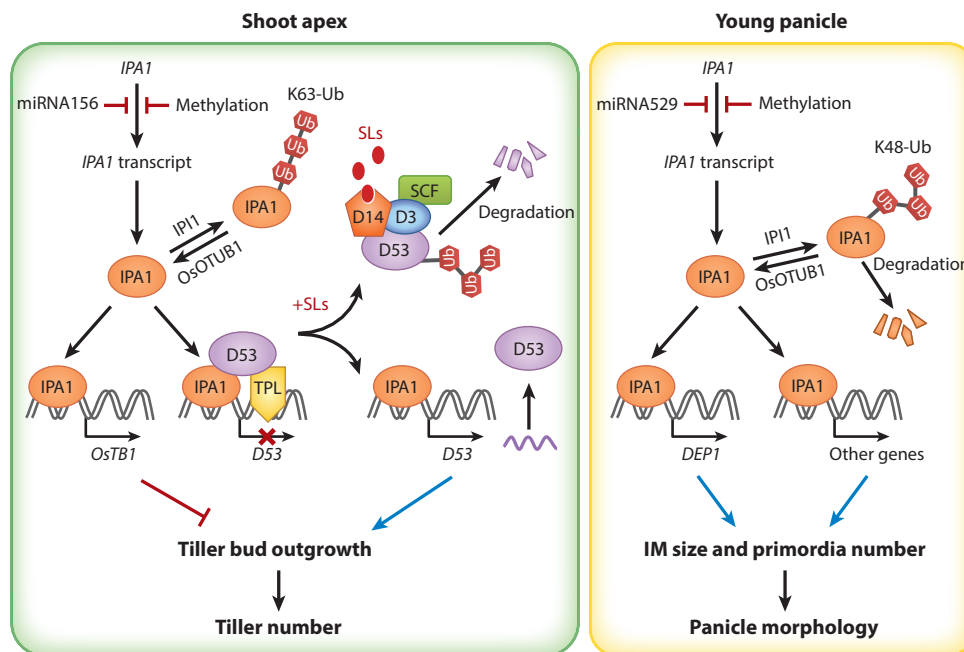 Shoot apex
IPA1
miRNA156
Methylation
K63-Ub
Ub
Ub
Ub
IPA1 transcript
IPA1
IPI1
OsOTUB1
IPA1
SLs
SCF
D14
D3
D53
Degradation
Ub
Ub
Ub
+SLs
D53
IPA1
D53
IPA1
TPL
IPA1
OsTB1
D53
D53
Tiller bud outgrowth
Tiller number
Young panicle
IPA1
miRNA529
Methylation
K48-Ub
IPA1 transcript
Ub
Ub
Ub
IPA1
IPI1
OsOTUB1
IPA1
Degradation
IPA1
IPA1
DEP1
Other genes
IM size and primordia number
Panicle morphology